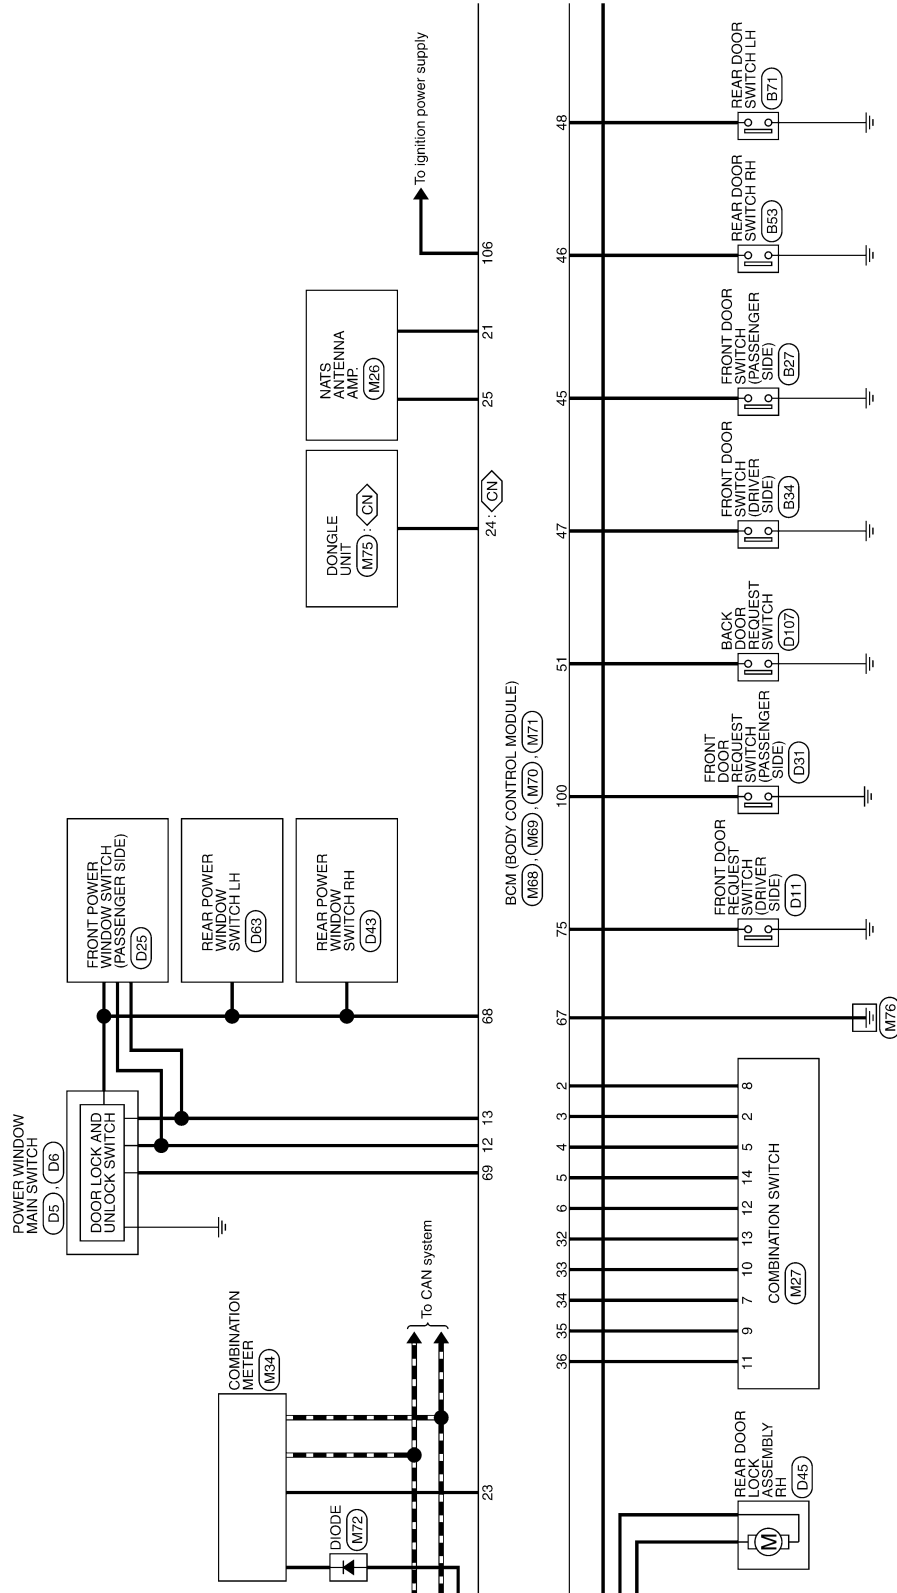 POWER WINDOW
MAIN SWITCH
D5 , D6
DOOR LOCK AND
UNLOCK SWITCH
FRONT POWER
WINDOW SWITCH
(PASSENGER SIDE)
D25
REAR POWER
WINDOW
SWITCH LH
D63
REAR POWER
WINDOW
SWITCH RH
D43
COMBINATION
METER
M34
DIODE
M72
To CAN system
DONGLE
UNIT
M75 : CN
NATS
ANTENNA
AMP.
M26
To ignition power supply
23
69
12
13
68
24 : CN
25
21
106
BCM (BODY CONTROL MODULE)
M68 , M69 , M70 , M71
36
35
34
33
32
6
5
4
3
2
67
75
100
51
47
45
46
48
REAR DOOR
LOCK
ASSEMBLY
RH
D45
M
11
9
7
10
13
12
14
5
2
8
COMBINATION SWITCH
M27
M76
FRONT DOOR
REQUEST
SWITCH
(DRIVER
SIDE)
D11
FRONT
DOOR
REQUEST
SWITCH
(PASSENGER
SIDE)
D31
BACK
DOOR
REQUEST
SWITCH
D107
FRONT DOOR
SWITCH
(DRIVER
SIDE)
B34
FRONT DOOR
SWITCH
(PASSENGER
SIDE)
B27
REAR DOOR
SWITCH RH
B53
REAR DOOR
SWITCH LH
B71